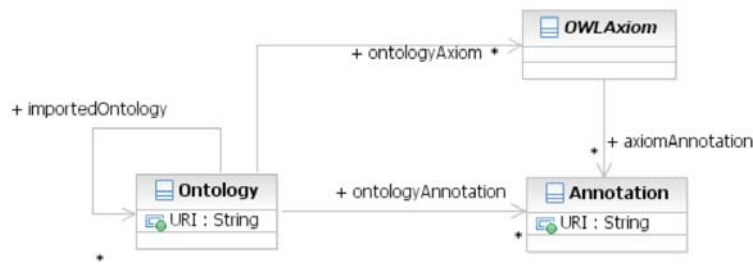 OWLAxiom
+ ontologyAxiom *
+ importedOntology
+ axiomAnnotation
*
Ontology
+ ontologyAnnotation
Annotation
URI : String
URI : String
*
*